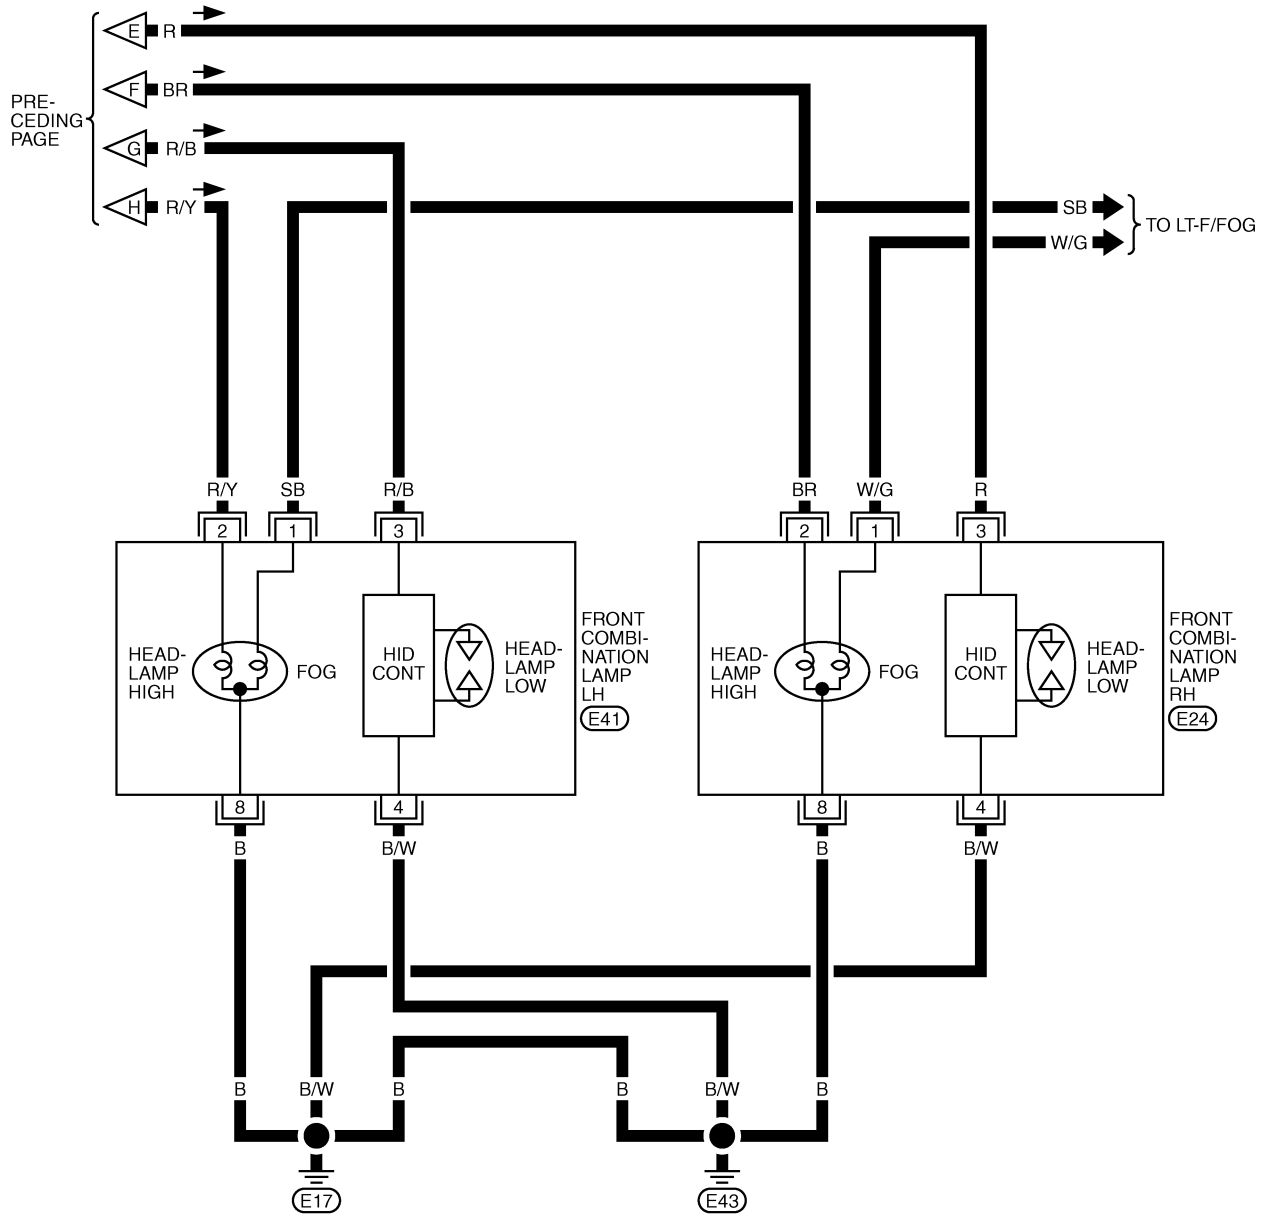 E R
F BR
PRE-
CEDING
PAGE
G R/B
H R/Y
SB
W/G
TO LT-F/FOG
R/Y SB R/B BR W/G R
2 1 3 2 1 3
HEAD-
LAMP
HIGH
FOG
HID
CONT
HEAD-
LAMP
LOW
FRONT
COMBI-
NATION
LAMP
LH
E41
HEAD-
LAMP
HIGH
FOG
HID
CONT
HEAD-
LAMP
LOW
FRONT
COMBI-
NATION
LAMP
RH
E24
8 4 8 4
B B/W B B/W
B B/W B B B/W B
E17 E43